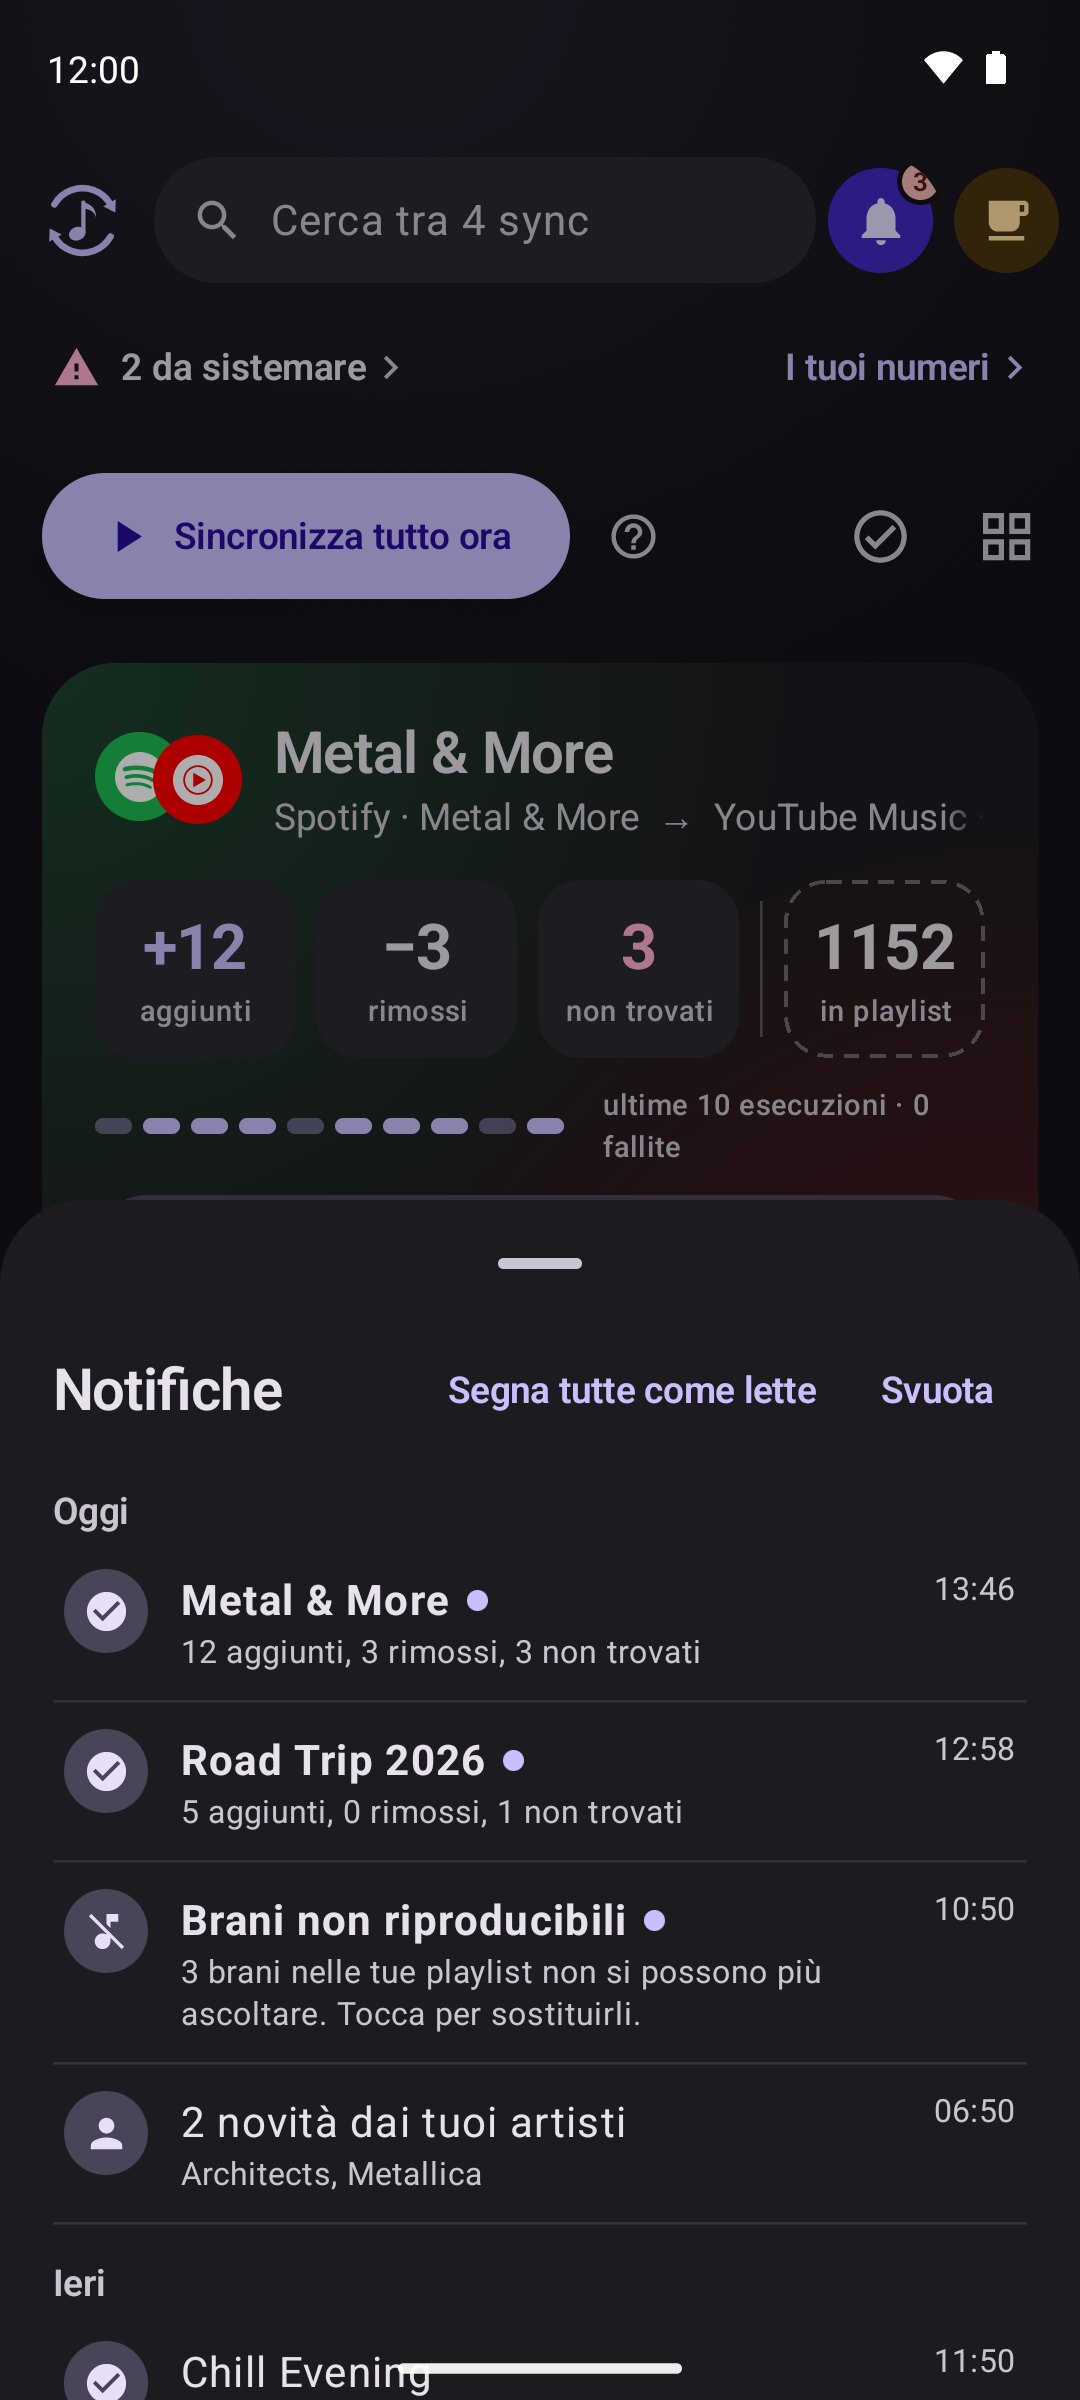 12:00
Cerca tra 4 sync
3
2 da sistemare
I tuoi numeri
Sincronizza tutto ora
Metal & More
Spotify · Metal & More → YouTube Music
+12
aggiunti
−3
rimossi
3
non trovati
1152
in playlist
ultime 10 esecuzioni · 0
fallite
Notifiche
Segna tutte come lette
Svuota
Oggi
Metal & More
13:46
12 aggiunti, 3 rimossi, 3 non trovati
Road Trip 2026
12:58
5 aggiunti, 0 rimossi, 1 non trovati
Brani non riproducibili
10:50
3 brani nelle tue playlist non si possono più
ascoltare. Tocca per sostituirli.
2 novità dai tuoi artisti
06:50
Architects, Metallica
Ieri
Chill Evening
11:50